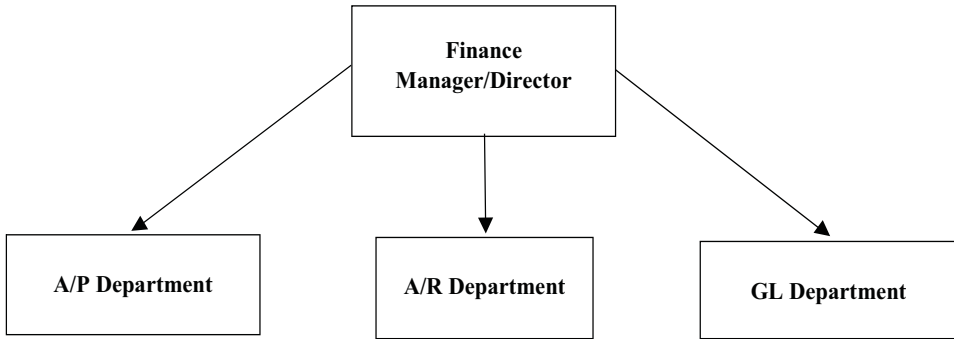 Finance
Manager/Director
A/P Department
A/R Department
GL Department